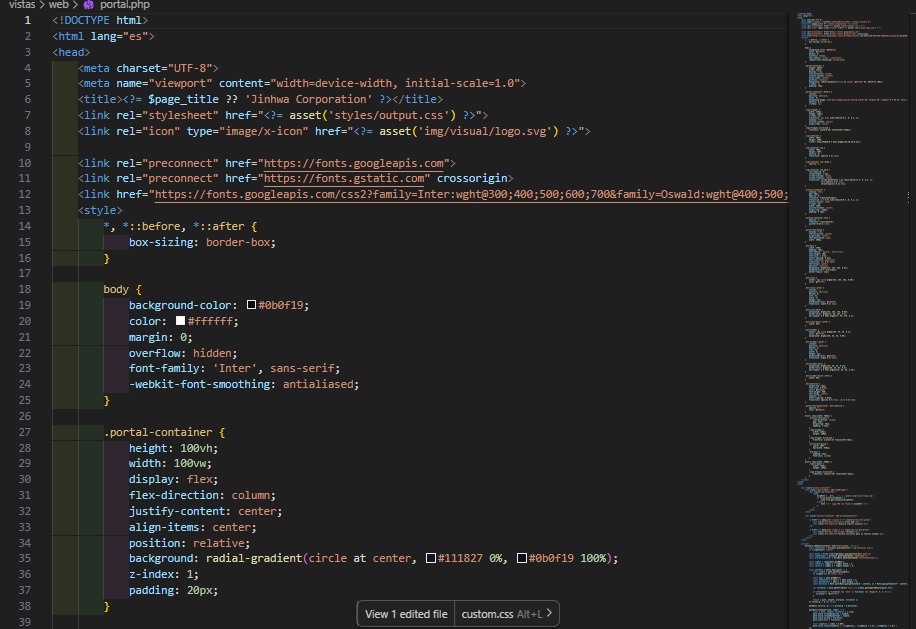 vistas > web > portal.php
1 <!DOCTYPE html>
2 <html lang="es">
3 <head>
4 <meta charset="UTF-8">
5 <meta name="viewport" content="width=device-width, initial-scale=1.0">
6 <title><?= $page_title ?? 'Jinhwa Corporation' ?></title>
7 <link rel="stylesheet" href="<?= asset('styles/output.css') ?>">
8 <link rel="icon" type="image/x-icon" href="<?= asset('img/visual/logo.svg') ?>">
9
10 <link rel="preconnect" href="https://fonts.googleapis.com">
11 <link rel="preconnect" href="https://fonts.gstatic.com" crossorigin>
12 <link href="https://fonts.googleapis.com/css2?family=Inter:wght@300;400;500;600;700&family=Oswald:wght@400;500;
13 <style>
14 *, *::before, *::after {
15 box-sizing: border-box;
16 }
17
18 body {
19 background-color: #0b0f19;
20 color: #ffffff;
21 margin: 0;
22 overflow: hidden;
23 font-family: 'Inter', sans-serif;
24 -webkit-font-smoothing: antialiased;
25 }
26
27 .portal-container {
28 height: 100vh;
29 width: 100vw;
30 display: flex;
31 flex-direction: column;
32 justify-content: center;
33 align-items: center;
34 position: relative;
35 background: radial-gradient(circle at center, #111827 0%, #0b0f19 100%);
36 z-index: 1;
37 padding: 20px;
38 }
39
View 1 edited file custom.css Alt+L >